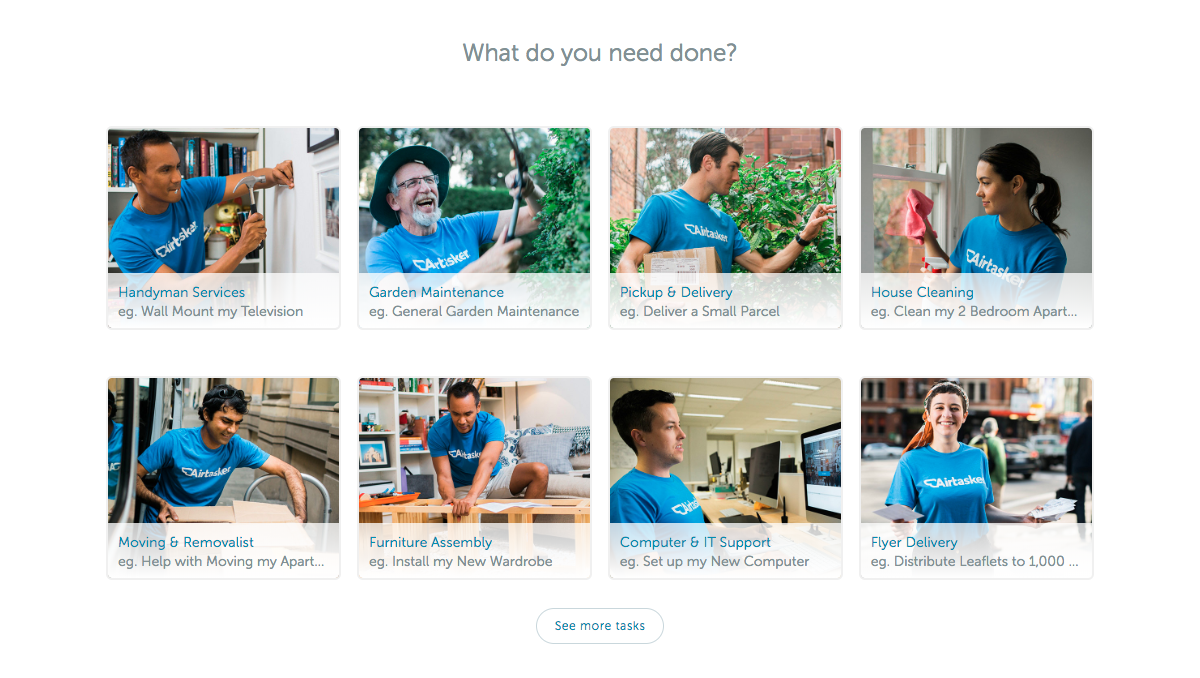 What do you need done?
Airtasker
Airtasker
Airtasker
Airtasker
Handyman Services
eg. Wall Mount my Television
Garden Maintenance
eg. General Garden Maintenance
Pickup & Delivery
eg. Deliver a Small Parcel
House Cleaning
eg. Clean my 2 Bedroom Apart...
Airtasker
Airtasker
Airtasker
Airtasker
Moving & Removalist
eg. Help with Moving my Apart...
Furniture Assembly
eg. Install my New Wardrobe
Computer & IT Support
eg. Set up my New Computer
Flyer Delivery
eg. Distribute Leaflets to 1,000 ...
See more tasks